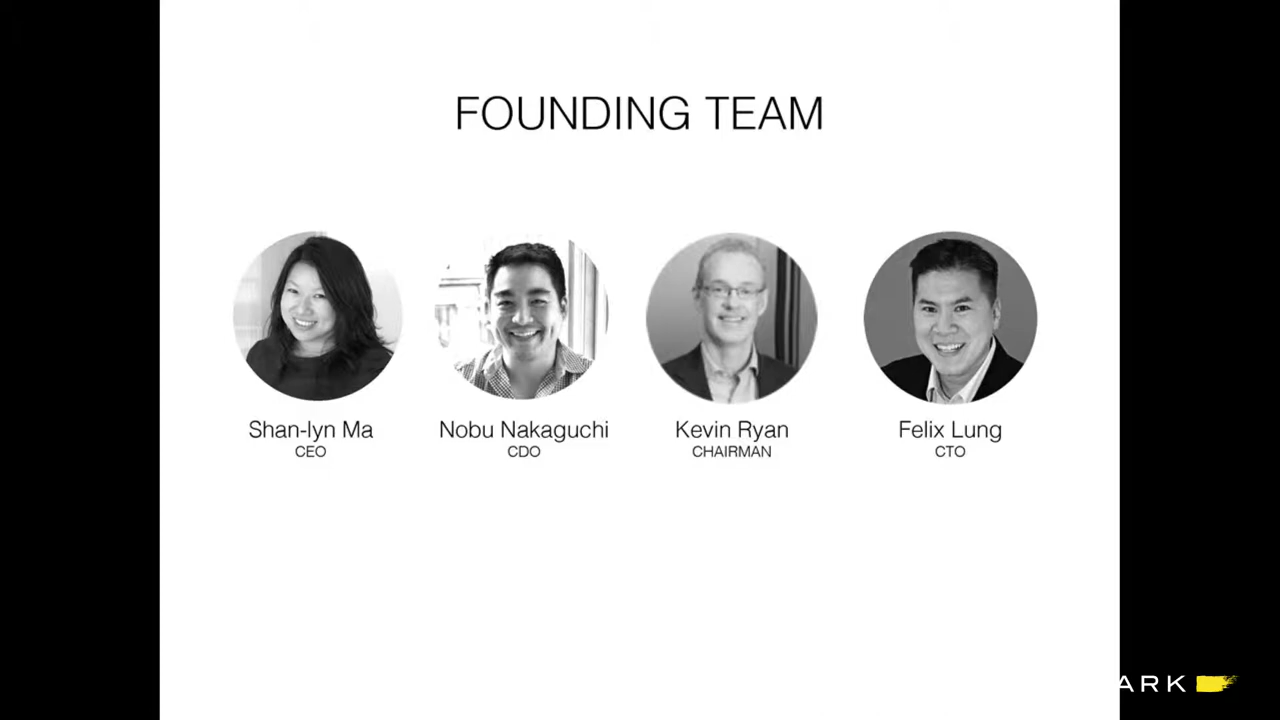 FOUNDING TEAM
Shan-lyn Ma
CEO
Nobu Nakaguchi
CDO
Kevin Ryan
CHAIRMAN
Felix Lung
CTO
ARK